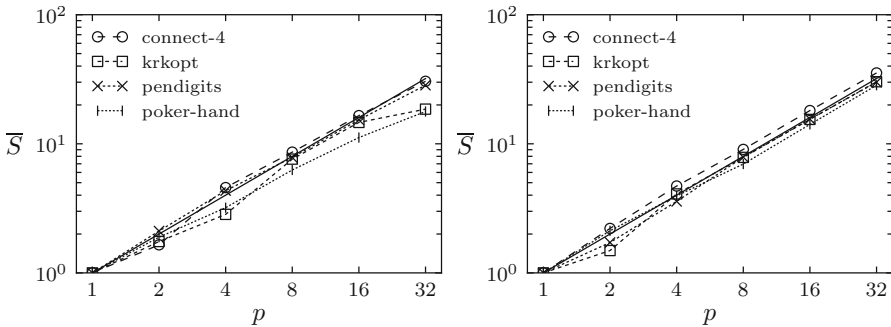 10²
10¹
10⁰
S̅
connect-4
krkopt
pendigits
poker-hand
1 2 4 8 16 32
p
10²
10¹
10⁰
S̅
connect-4
krkopt
pendigits
poker-hand
1 2 4 8 16 32
p